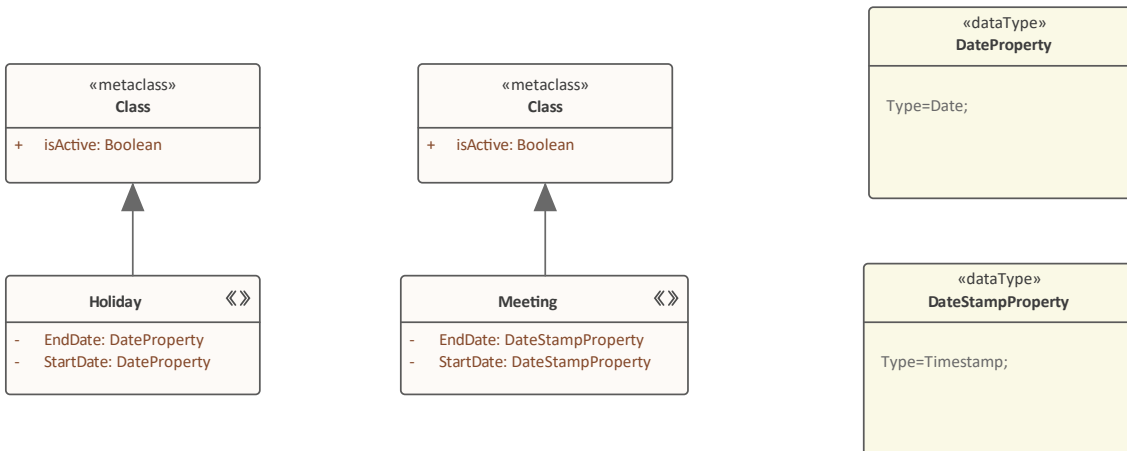 «metaclass»
Class
+ isActive: Boolean
Holiday
- EndDate: DateProperty
- StartDate: DateProperty
«metaclass»
Class
+ isActive: Boolean
Meeting
- EndDate: DateStampProperty
- StartDate: DateStampProperty
«dataType»
DateProperty
Type=Date;
«dataType»
DateStampProperty
Type=Timestamp;